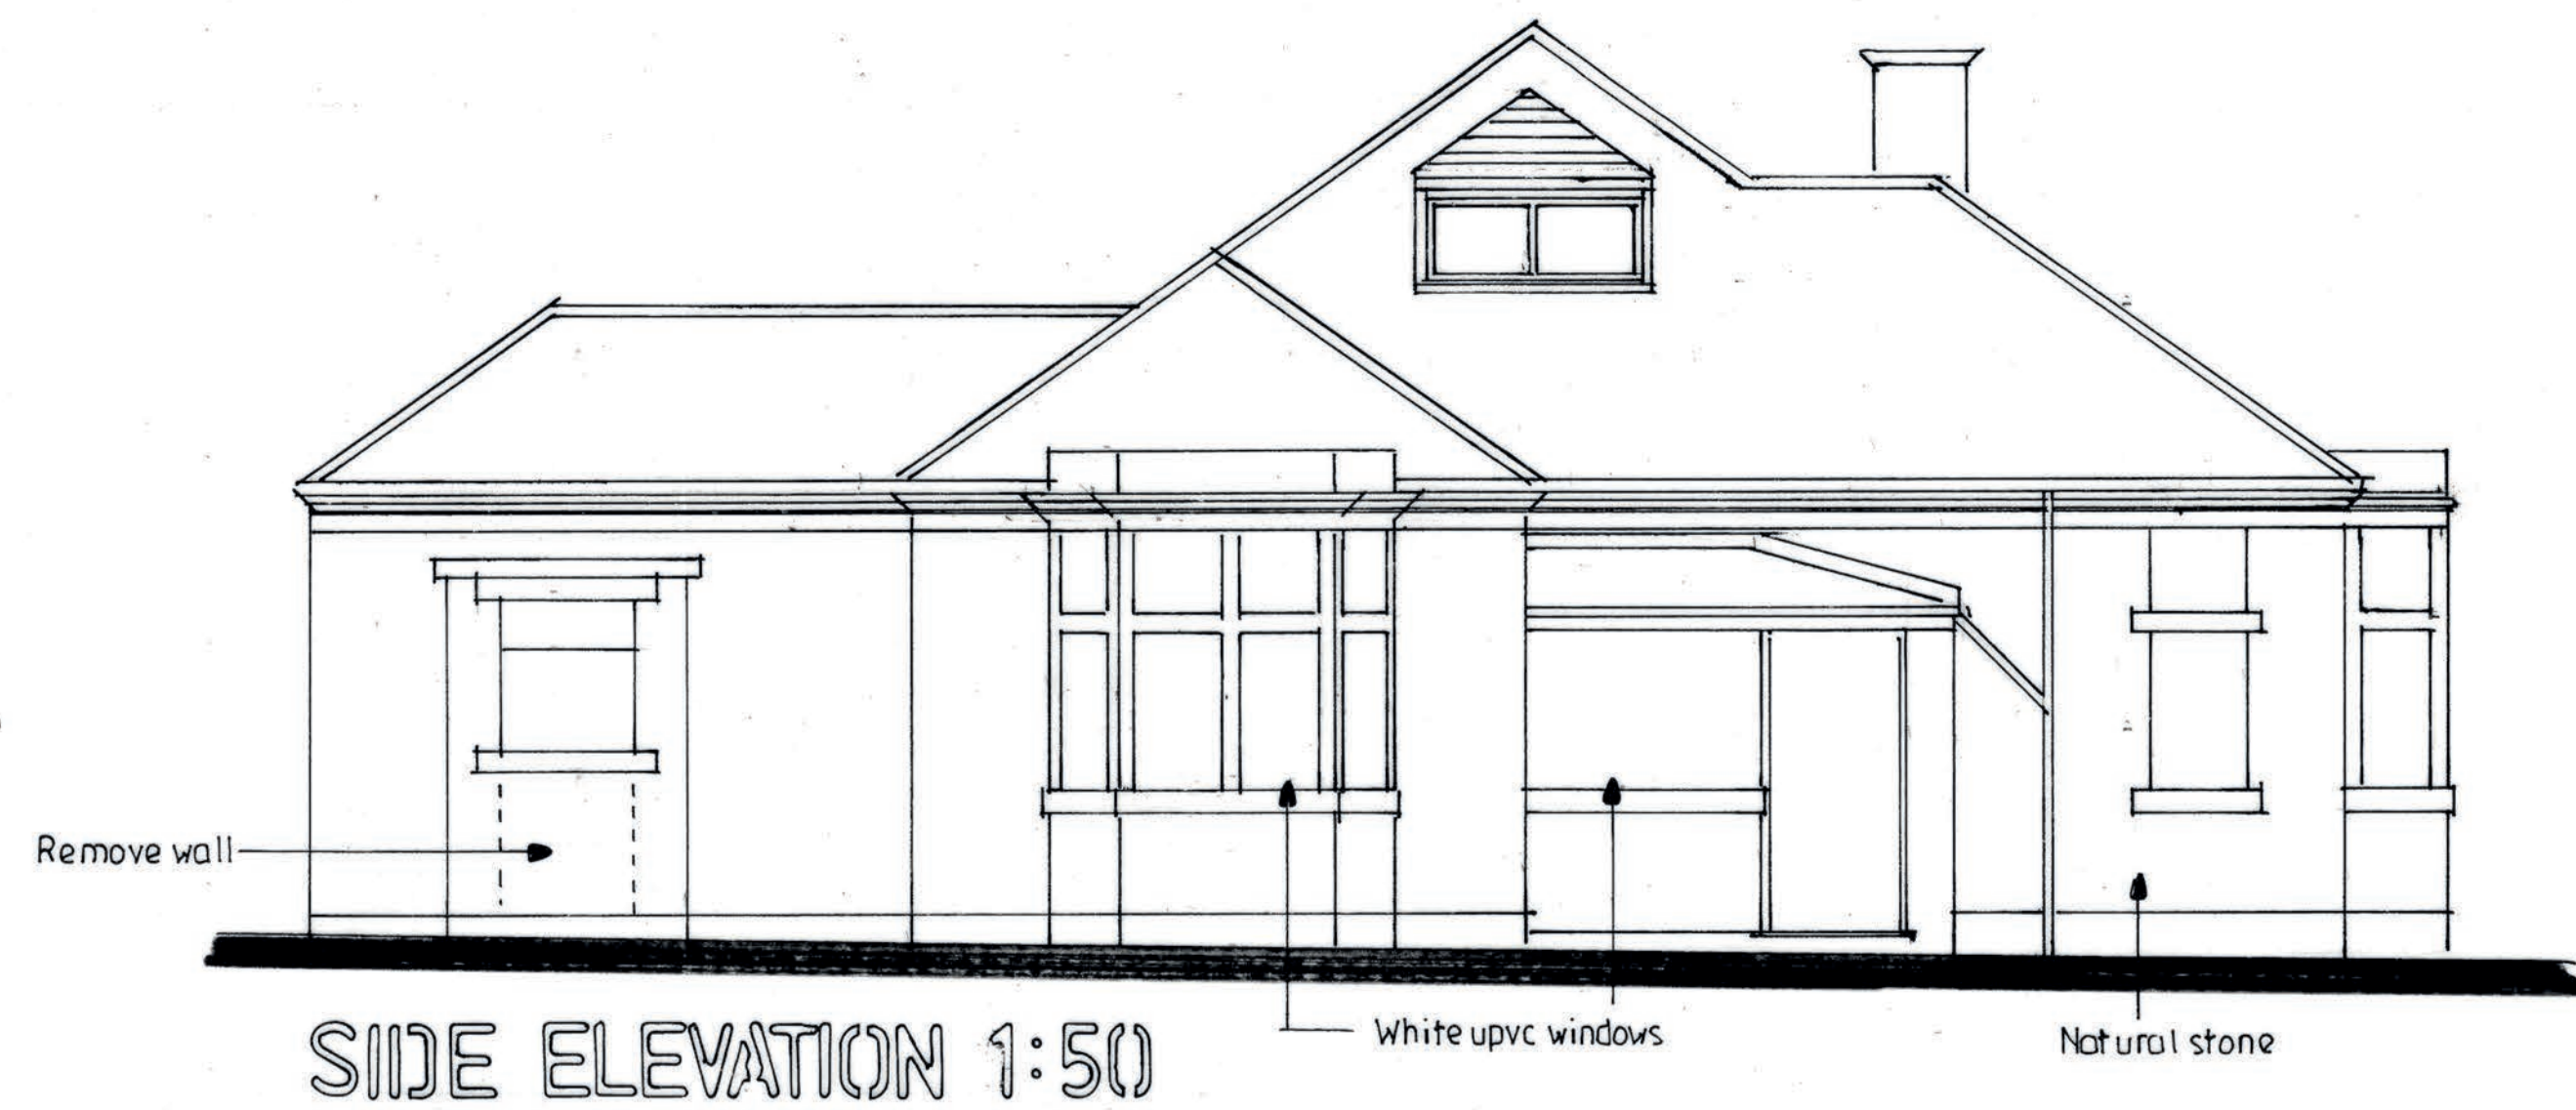 Remove wall
White upvc windows
Natural stone
SIDE ELEVATION 1:50